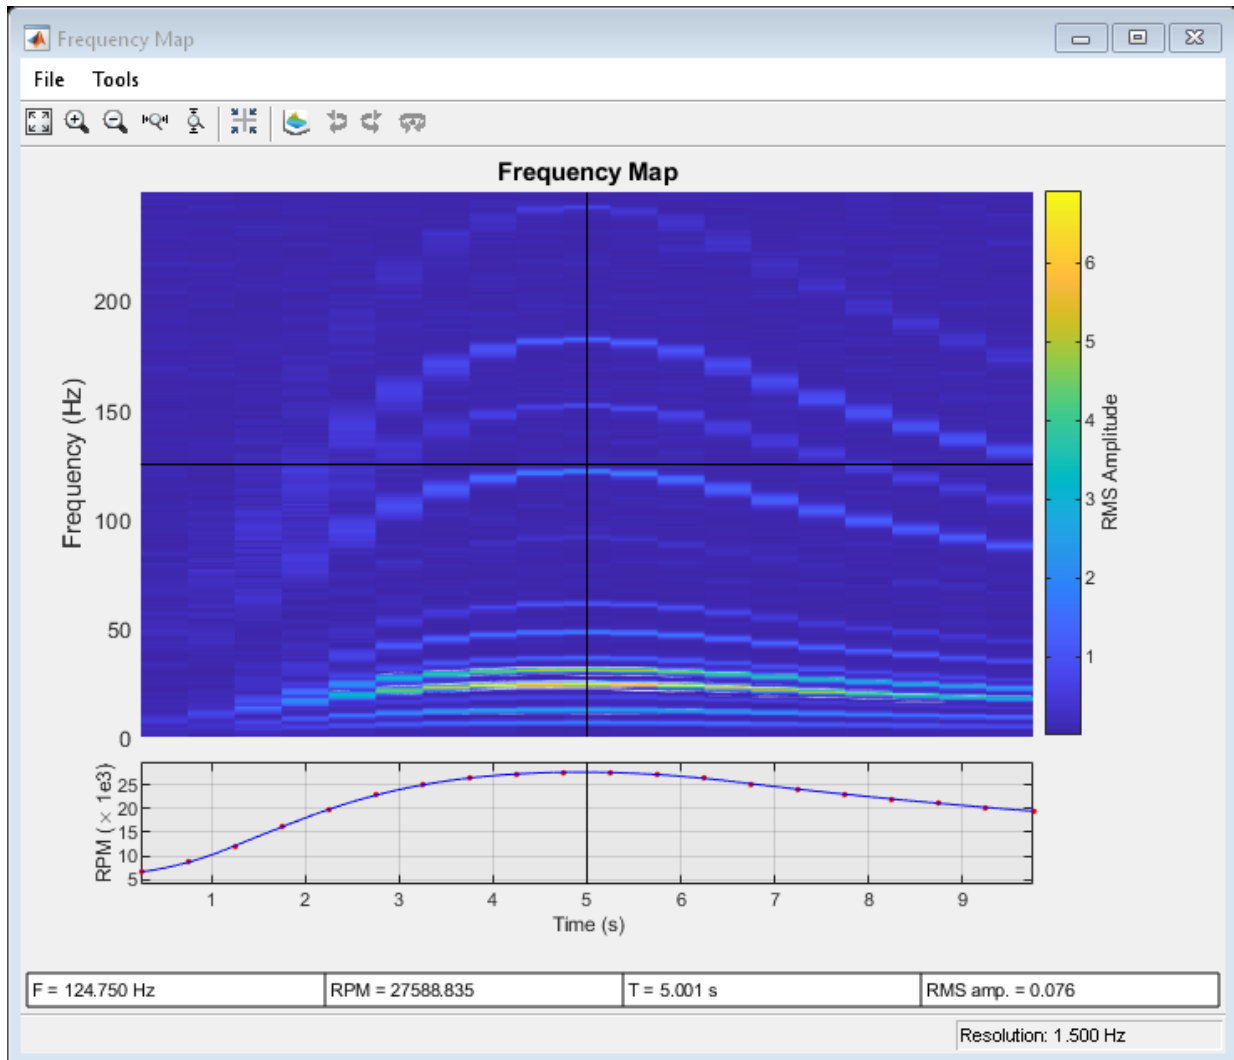 Frequency Map
File Tools
Frequency Map
Frequency (Hz)
200
150
100
50
0
6
5
4
3
2
1
RMS Amplitude
RPM ( × 1e3)
25
20
15
10
5
1 2 3 4 5 6 7 8 9
Time (s)
F = 124.750 Hz RPM = 27588.835 T = 5.001 s RMS amp. = 0.076
Resolution: 1.500 Hz